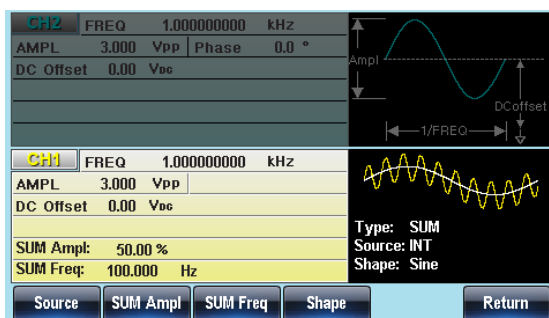 CH2 FREQ 1.000000000 kHz
AMPL 3.000 Vpp Phase 0.0 °
DC Offset 0.00 VDC
Ampl
DCoffset
1/FREQ
CH1 FREQ 1.000000000 kHz
AMPL 3.000 Vpp
DC Offset 0.00 VDC
SUM Ampl: 50.00 %
SUM Freq: 100.000 Hz
Type: SUM
Source: INT
Shape: Sine
Source SUM Ampl SUM Freq Shape Return